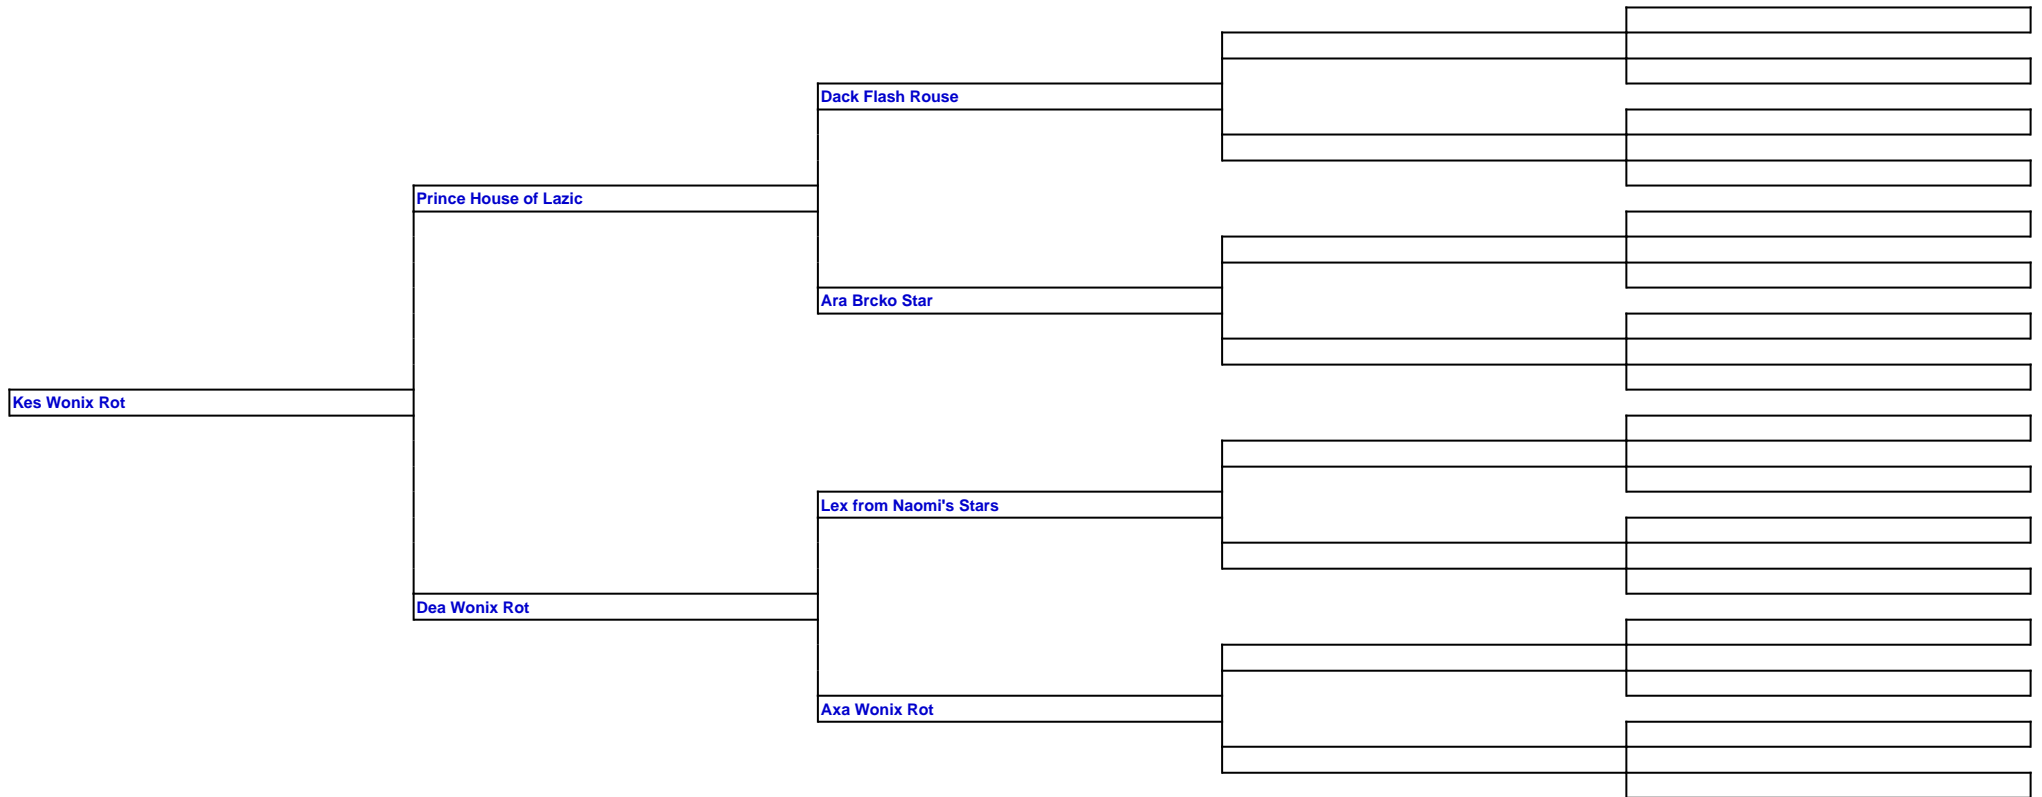 Dack Flash Rouse
Prince House of Lazic
Ara Brcko Star
Kes Wonix Rot
Lex from Naomi's Stars
Dea Wonix Rot
Axa Wonix Rot